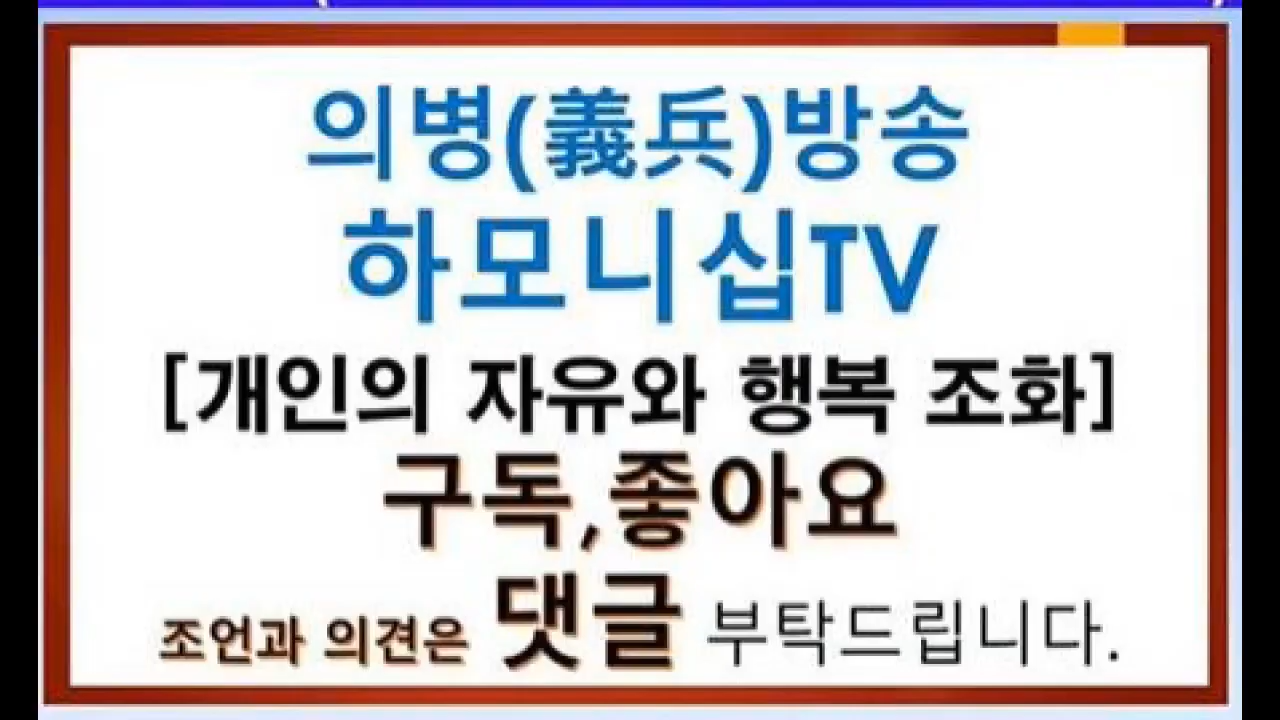 의병(義兵)방송
하모니십TV
[개인의 자유와 행복 조화]
구독,좋아요
조언과 의견은 댓글 부탁드립니다.